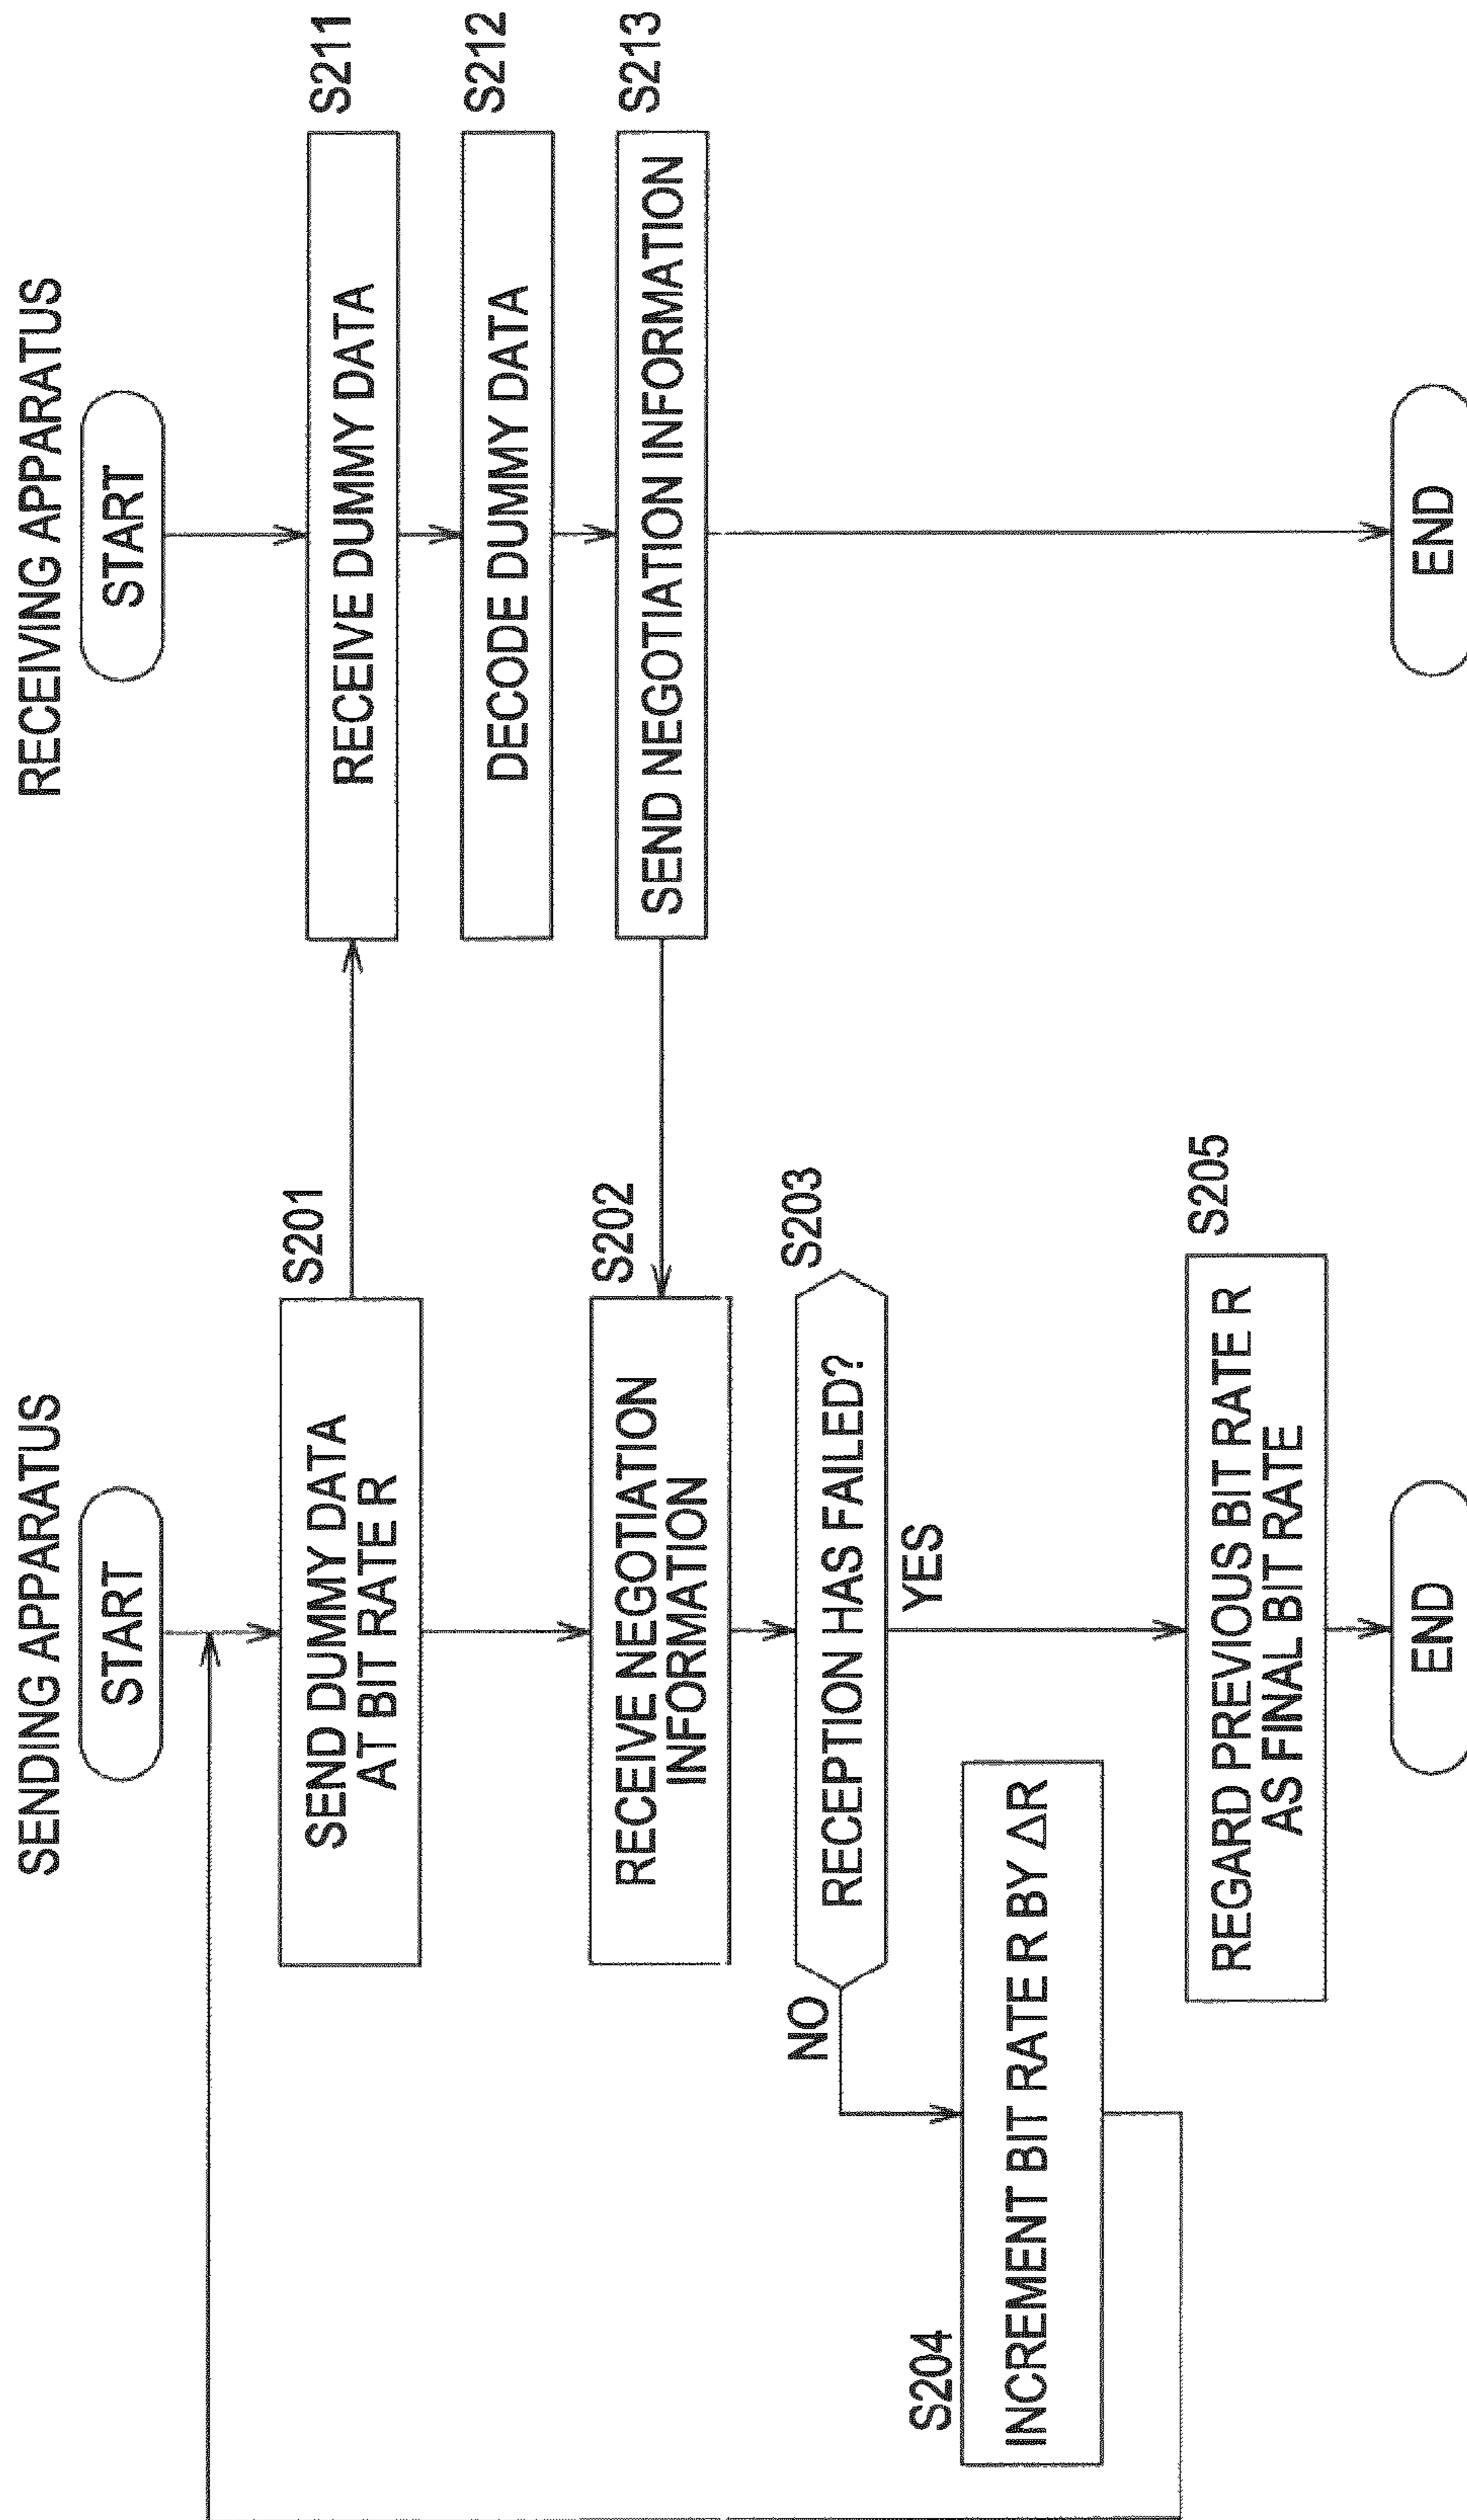 SENDING APPARATUS
START
SEND DUMMY DATA
AT BIT RATE R
S201
RECEIVE NEGOTIATION
INFORMATION
S202
RECEPTION HAS FAILED?
S203
NO
YES
S204
INCREMENT BIT RATE R BY ΔR
S205
REGARD PREVIOUS BIT RATE R
AS FINAL BIT RATE
END
RECEIVING APPARATUS
START
RECEIVE DUMMY DATA
S211
DECODE DUMMY DATA
S212
SEND NEGOTIATION INFORMATION
S213
END